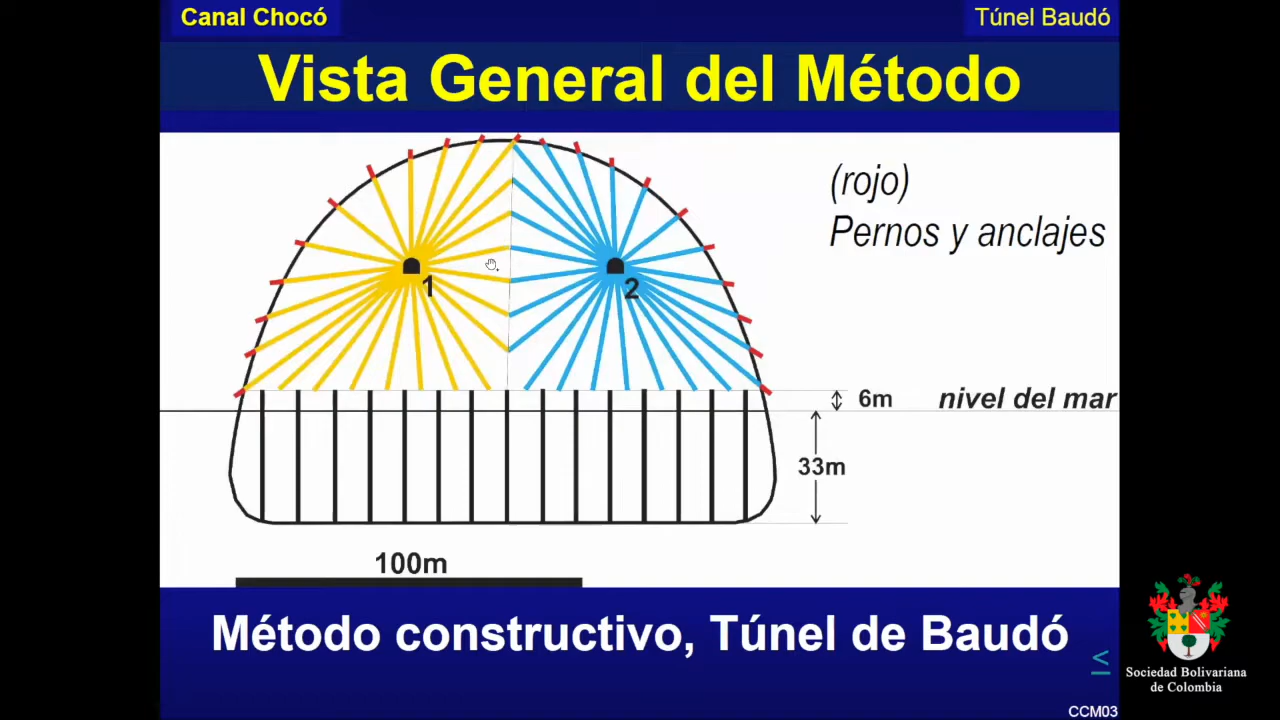 Canal Chocó
Túnel Baudó
Vista General del Método
(rojo)
Pernos y anclajes
1
2
6m
nivel del mar
33m
100m
Método constructivo, Túnel de Baudó
<
Sociedad Bolivariana
de Colombia
CCM03